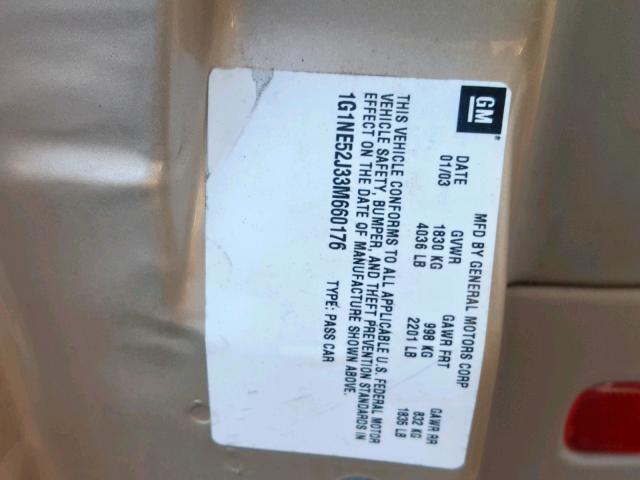 GM
MFD BY GENERAL MOTORS CORP
DATE GVWR GAWR FRT GAWR RR
01/03 1830 KG 998 KG 832 KG
4036 LB 2201 LB 1835 LB
THIS VEHICLE CONFORMS TO ALL APPLICABLE U.S. FEDERAL MOTOR
VEHICLE SAFETY, BUMPER, AND THEFT PREVENTION STANDARDS IN
EFFECT ON THE DATE OF MANUFACTURE SHOWN ABOVE.
1G1NE52J33M660176 TYPE: PASS CAR